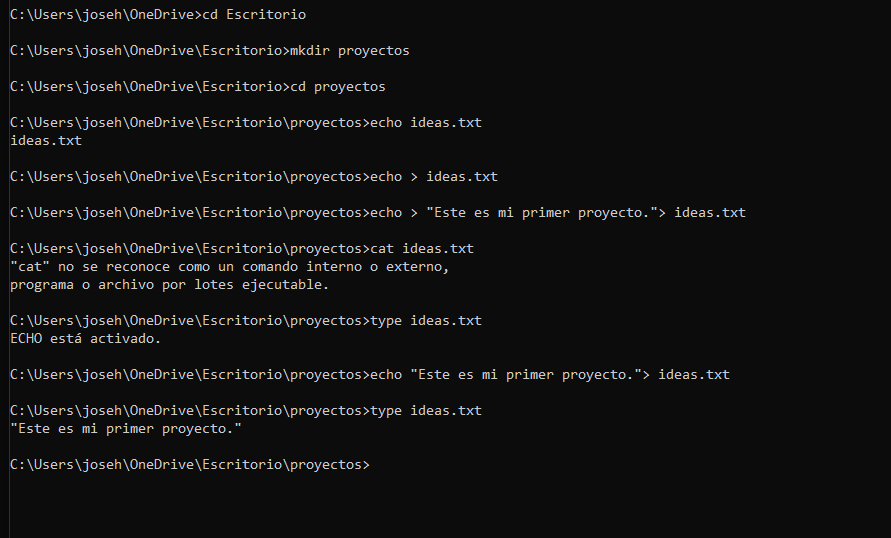 C:\Users\joseh\OneDrive>cd Escritorio
C:\Users\joseh\OneDrive\Escritorio>mkdir proyectos
C:\Users\joseh\OneDrive\Escritorio>cd proyectos
C:\Users\joseh\OneDrive\Escritorio\proyectos>echo ideas.txt
ideas.txt
C:\Users\joseh\OneDrive\Escritorio\proyectos>echo > ideas.txt
C:\Users\joseh\OneDrive\Escritorio\proyectos>echo > "Este es mi primer proyecto."> ideas.txt
C:\Users\joseh\OneDrive\Escritorio\proyectos>cat ideas.txt
"cat" no se reconoce como un comando interno o externo,
programa o archivo por lotes ejecutable.
C:\Users\joseh\OneDrive\Escritorio\proyectos>type ideas.txt
ECHO está activado.
C:\Users\joseh\OneDrive\Escritorio\proyectos>echo "Este es mi primer proyecto."> ideas.txt
C:\Users\joseh\OneDrive\Escritorio\proyectos>type ideas.txt
"Este es mi primer proyecto."
C:\Users\joseh\OneDrive\Escritorio\proyectos>